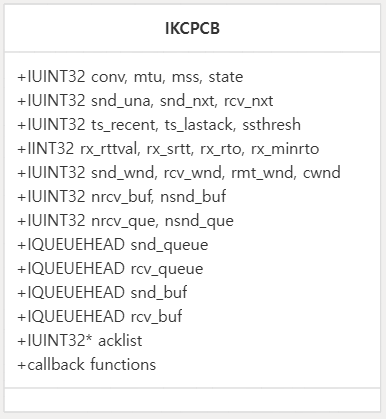 IKCPCB
+IUINT32 conv, mtu, mss, state
+IUINT32 snd_una, snd_nxt, rcv_nxt
+IUINT32 ts_recent, ts_lastack, ssthresh
+IINT32 rx_rttval, rx_srtt, rx_rto, rx_minrto
+IUINT32 snd_wnd, rcv_wnd, rmt_wnd, cwnd
+IUINT32 nrcv_buf, nsnd_buf
+IUINT32 nrcv_que, nsnd_que
+IQUEUEHEAD snd_queue
+IQUEUEHEAD rcv_queue
+IQUEUEHEAD snd_buf
+IQUEUEHEAD rcv_buf
+IUINT32* acklist
+callback functions